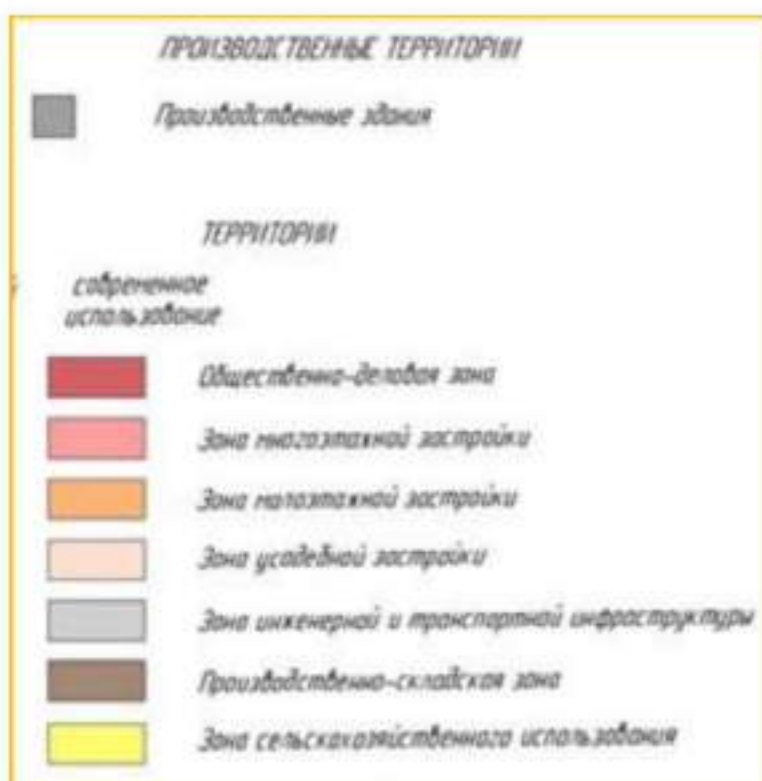 ПРОИЗВОДСТВЕННЫЕ ТЕРРИТОРИИ
Производственные здания
ТЕРРИТОРИИ
современное
использование
Общественно-деловая зона
Зона многоэтажной застройки
Зона малоэтажной застройки
Зона усадебной застройки
Зона инженерной и транспортной инфраструктуры
Производственно-складская зона
Зона сельскохозяйственного использования